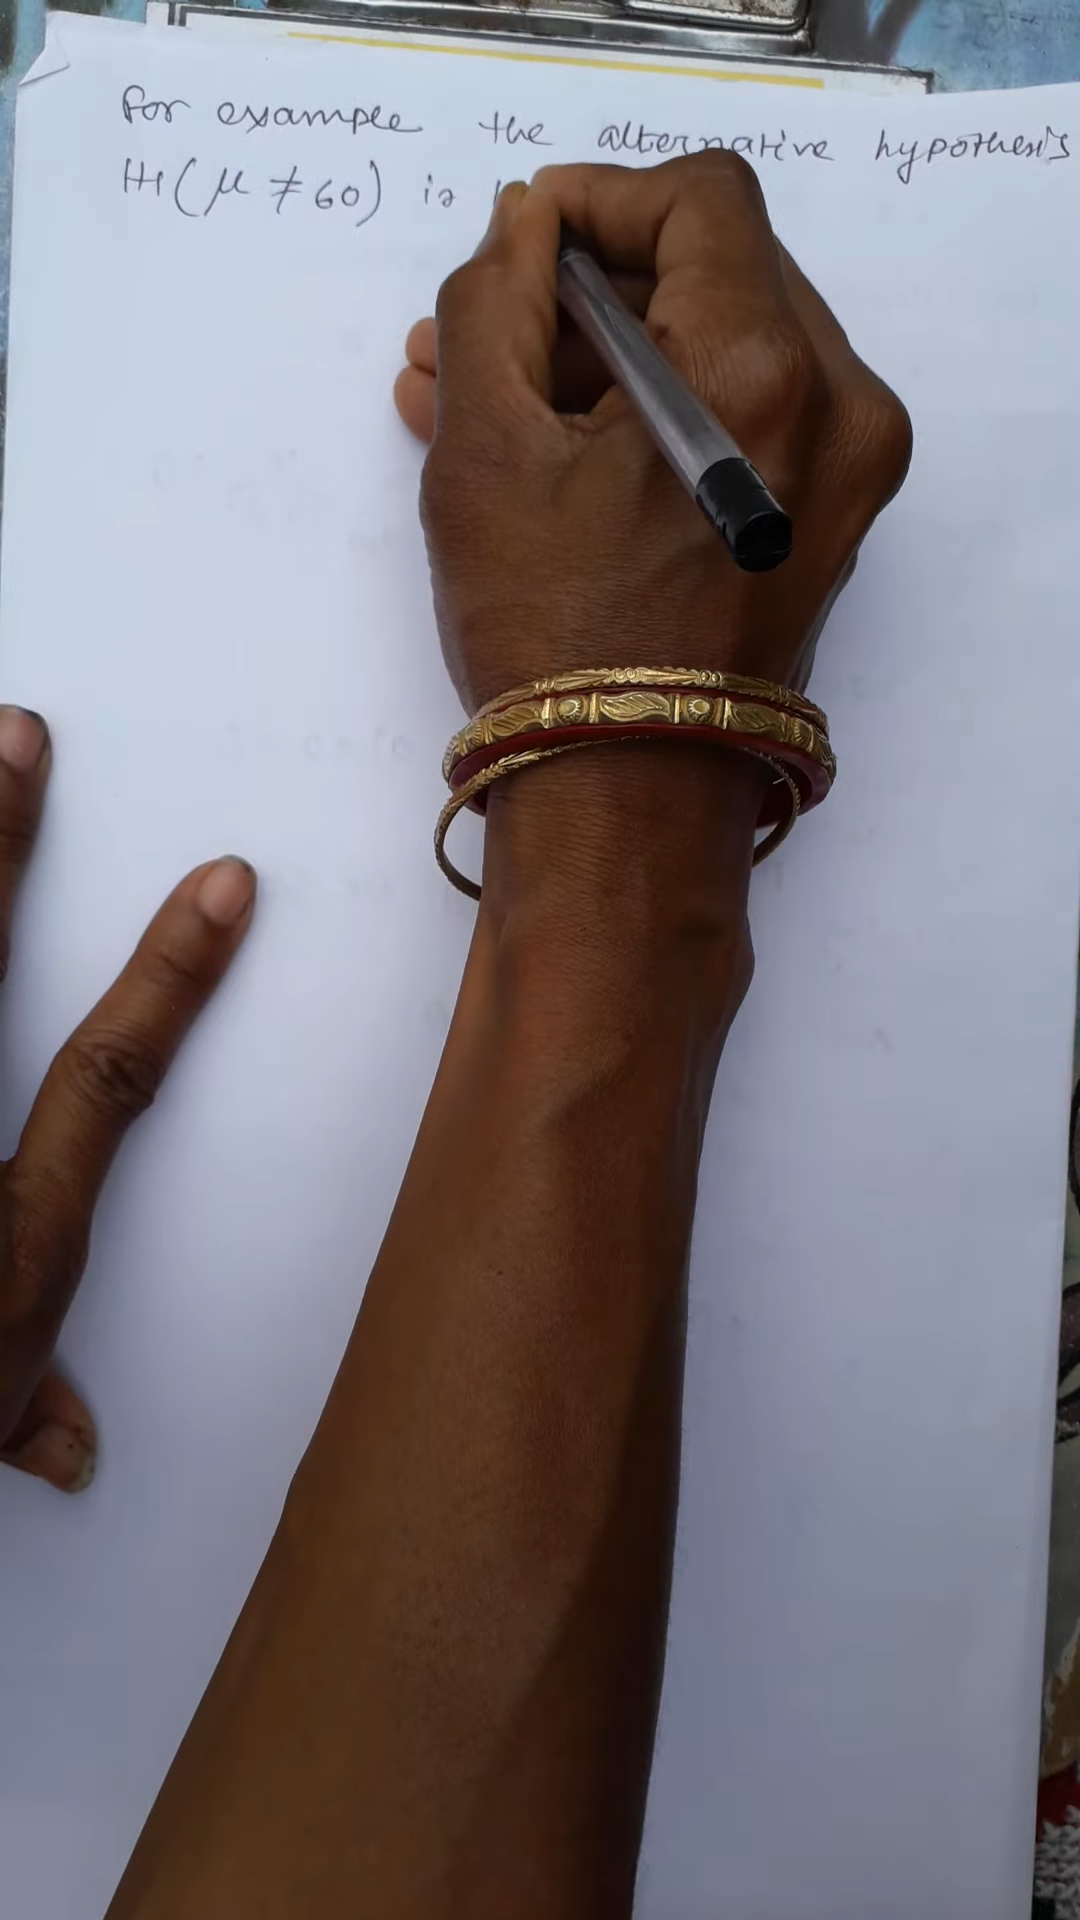 For example the alternative hypothesis
H1 (μ ≠ 60) is